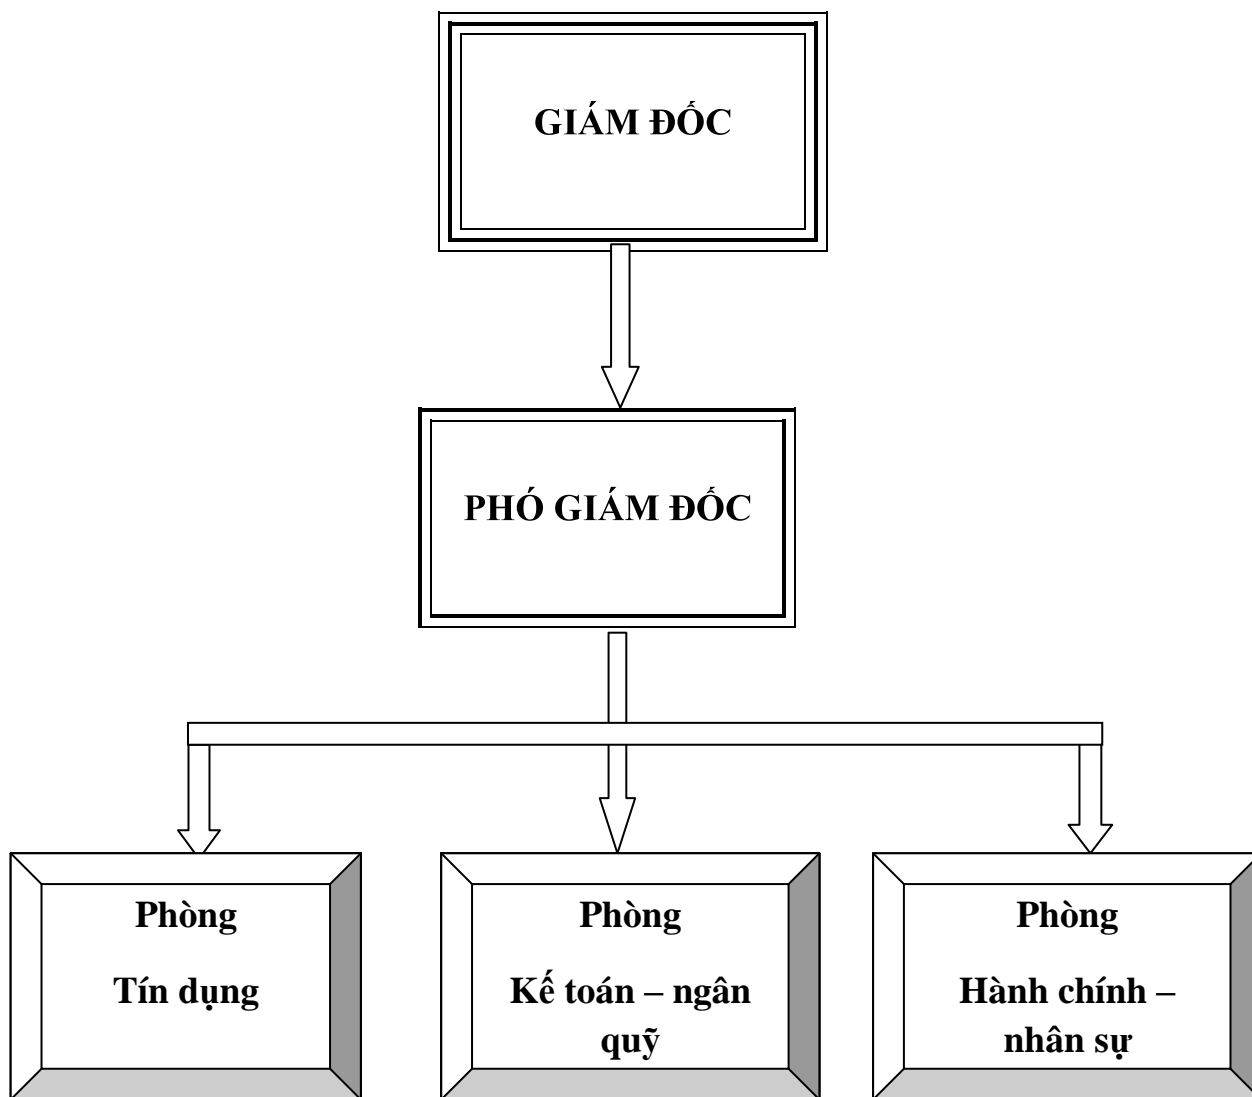 GIÁM ĐỐC
PHÓ GIÁM ĐỐC
Phòng
Tín dụng
Phòng
Kế toán – ngân
quỹ
Phòng
Hành chính –
nhân sự